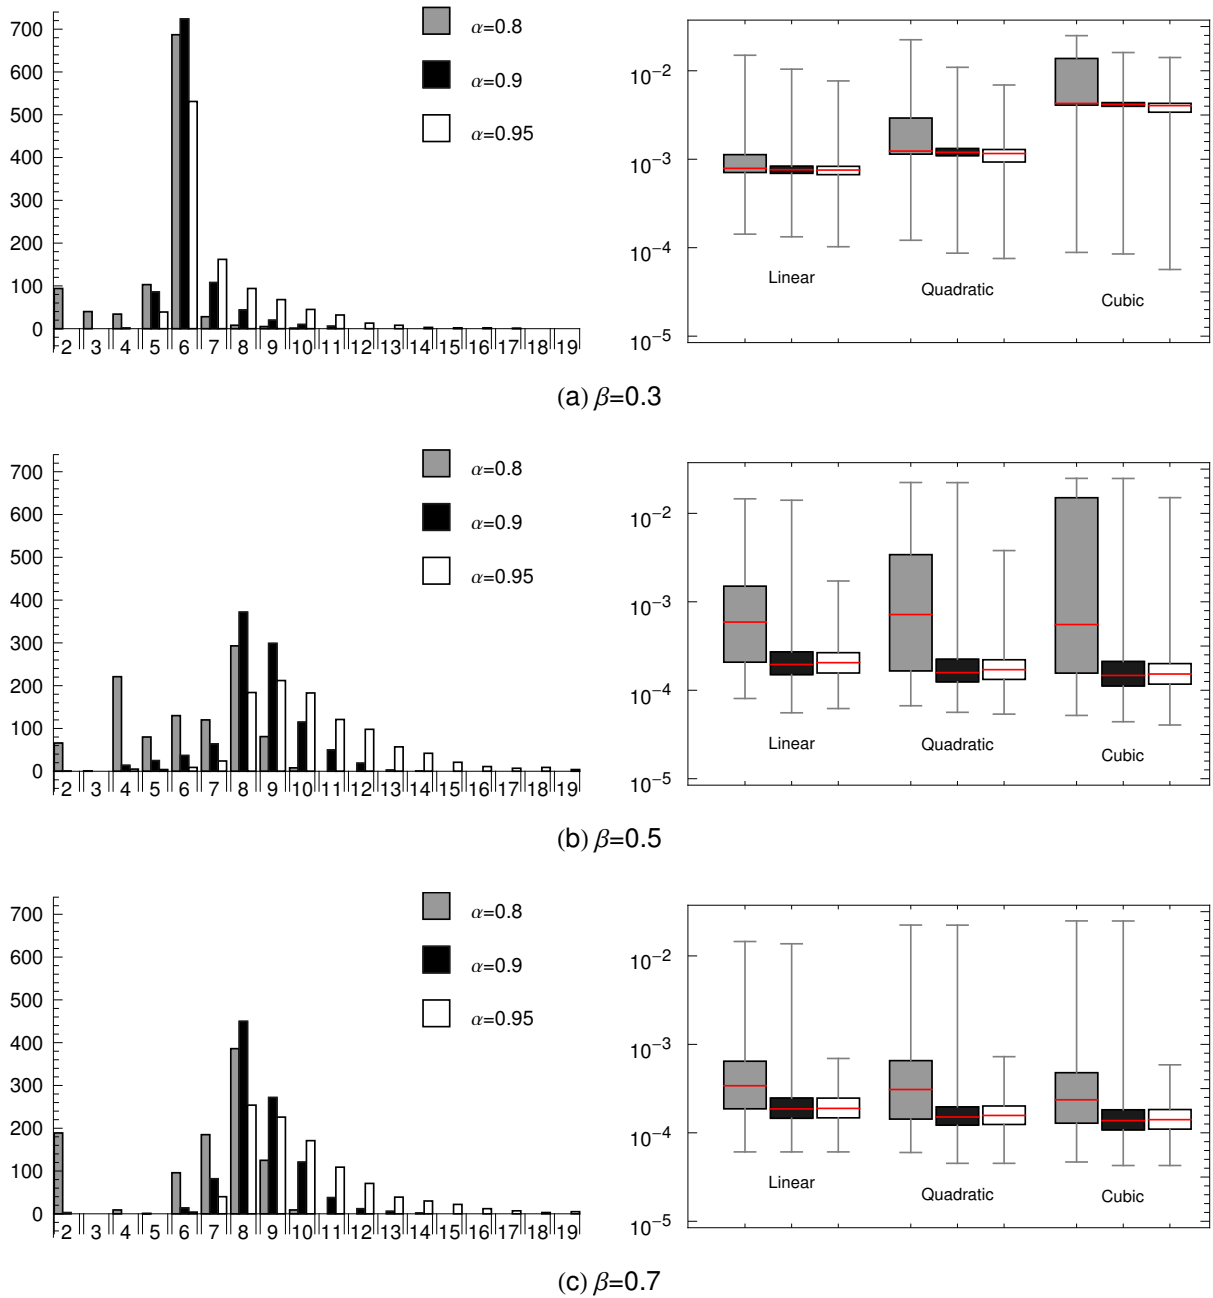 700
600
500
400
300
200
100
0
2 3 4 5 6 7 8 9 10 11 12 13 14 15 16 17 18 19
α=0.8
α=0.9
α=0.95
10⁻²
10⁻³
10⁻⁴
10⁻⁵
Linear
Quadratic
Cubic
(a) β=0.3
700
600
500
400
300
200
100
0
2 3 4 5 6 7 8 9 10 11 12 13 14 15 16 17 18 19
α=0.8
α=0.9
α=0.95
10⁻²
10⁻³
10⁻⁴
10⁻⁵
Linear
Quadratic
Cubic
(b) β=0.5
700
600
500
400
300
200
100
0
2 3 4 5 6 7 8 9 10 11 12 13 14 15 16 17 18 19
α=0.8
α=0.9
α=0.95
10⁻²
10⁻³
10⁻⁴
10⁻⁵
Linear
Quadratic
Cubic
(c) β=0.7